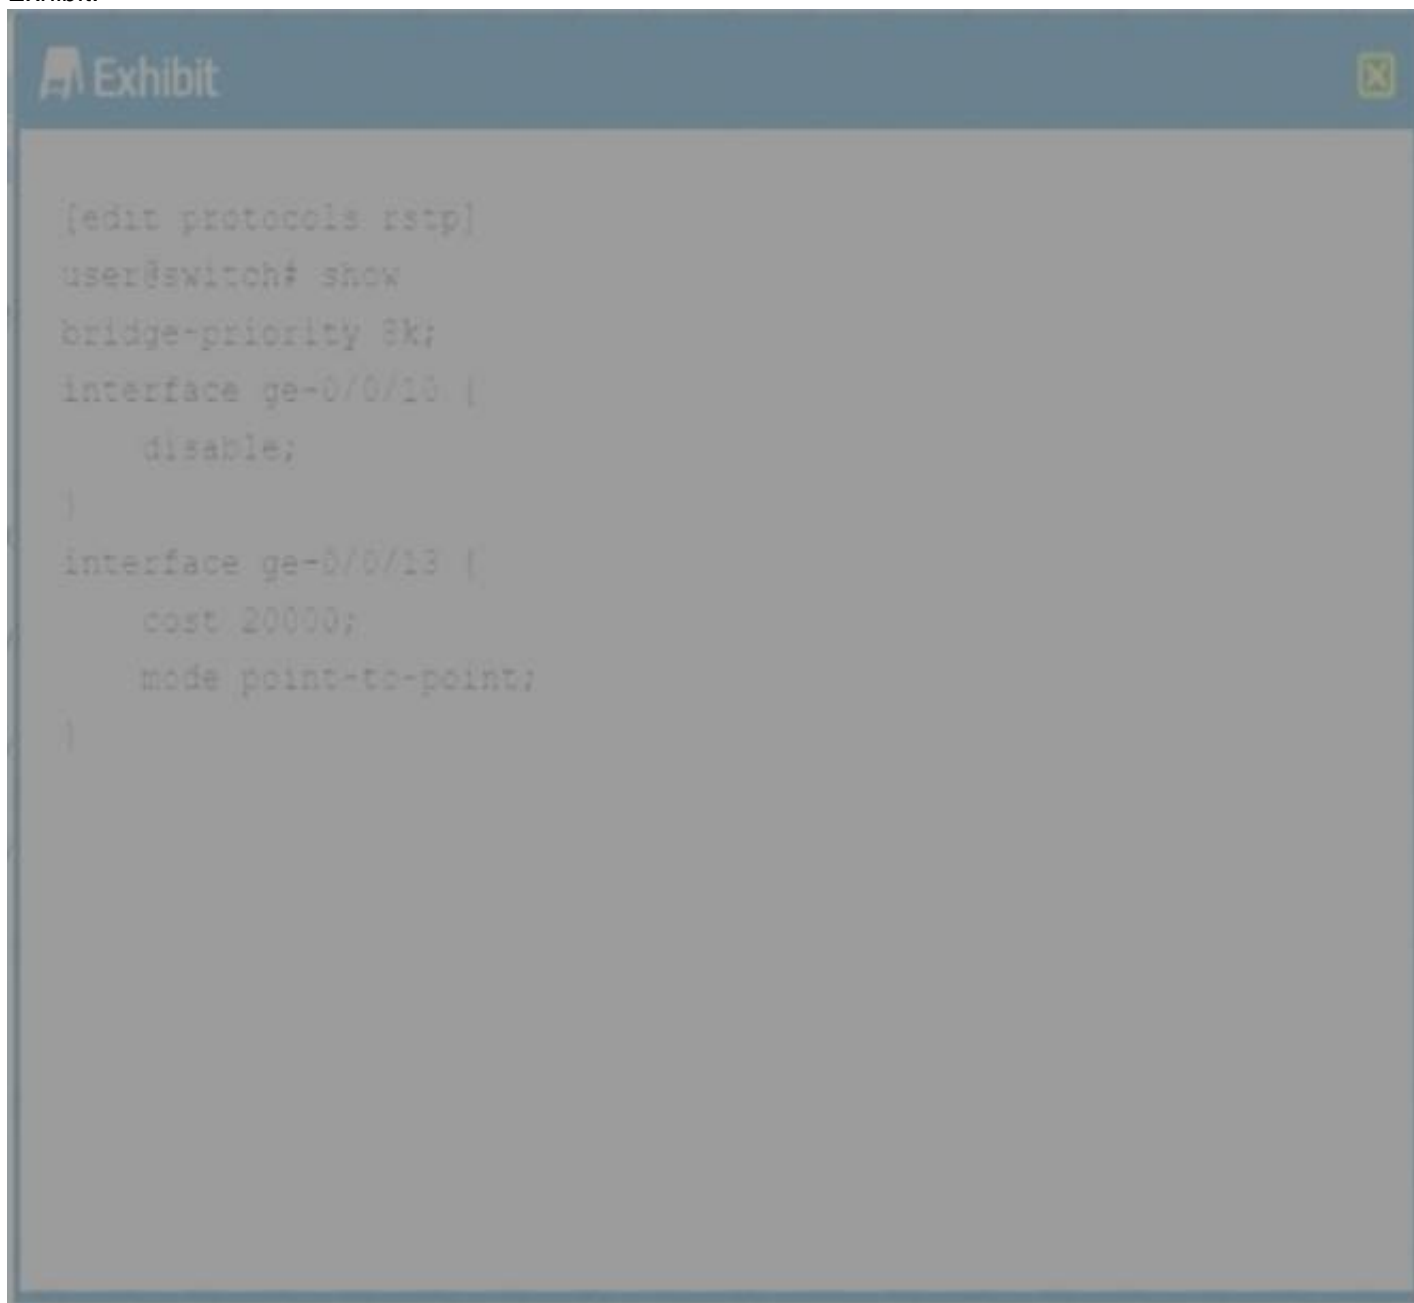 Exhibit
[edit protocols rstp]
user@switch# show
bridge-priority 8k;
interface ge-0/0/10 {
disable;
}
interface ge-0/0/13 {
cost 20000;
mode point-to-point;
}